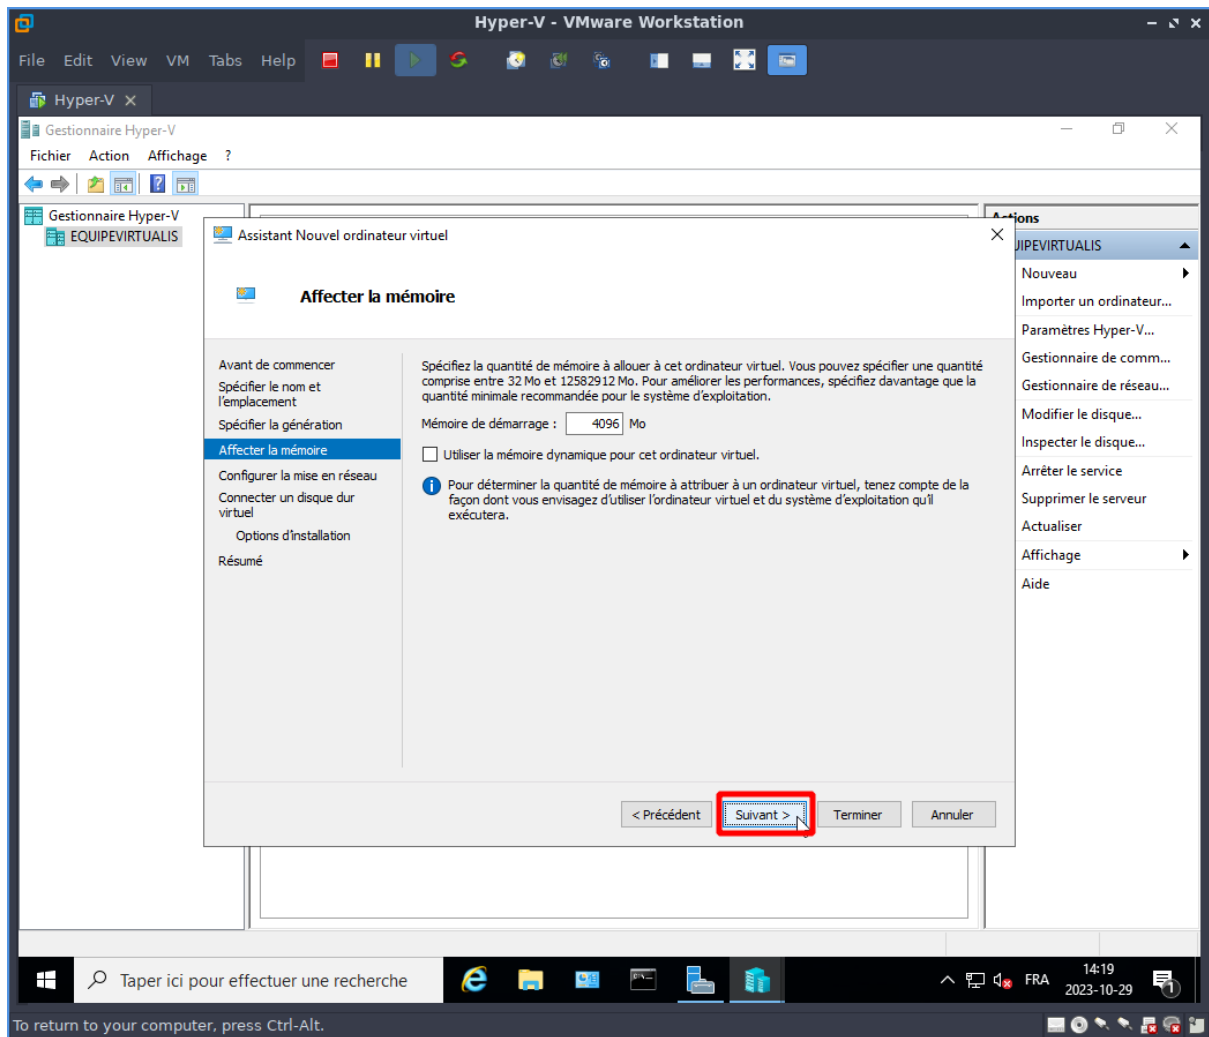 Hyper-V - VMware Workstation
File Edit View VM Tabs Help
Hyper-V
Gestionnaire Hyper-V
Fichier Action Affichage ?
Gestionnaire Hyper-V
EQUIPEVIRTUALIS
Assistant Nouvel ordinateur virtuel
Affecter la mémoire
Avant de commencer
Spécifier le nom et
l'emplacement
Spécifier la génération
Affecter la mémoire
Configurer la mise en réseau
Connecter un disque dur
virtuel
Options d'installation
Résumé
Spécifiez la quantité de mémoire à allouer à cet ordinateur virtuel. Vous pouvez spécifier une quantité
comprise entre 32 Mo et 12582912 Mo. Pour améliorer les performances, spécifiez davantage que la
quantité minimale recommandée pour le système d'exploitation.
Mémoire de démarrage : 4096 Mo
Utiliser la mémoire dynamique pour cet ordinateur virtuel.
Pour déterminer la quantité de mémoire à attribuer à un ordinateur virtuel, tenez compte de la
façon dont vous envisagez d'utiliser l'ordinateur virtuel et du système d'exploitation qu'il
exécutera.
< Précédent Suivant > Terminer Annuler
Actions
UIPEVIRTUALIS
Nouveau
Importer un ordinateur...
Paramètres Hyper-V...
Gestionnaire de comm...
Gestionnaire de réseau...
Modifier le disque...
Inspecter le disque...
Arrêter le service
Supprimer le serveur
Actualiser
Affichage
Aide
Taper ici pour effectuer une recherche
FRA
14:19
2023-10-29
1
To return to your computer, press Ctrl-Alt.